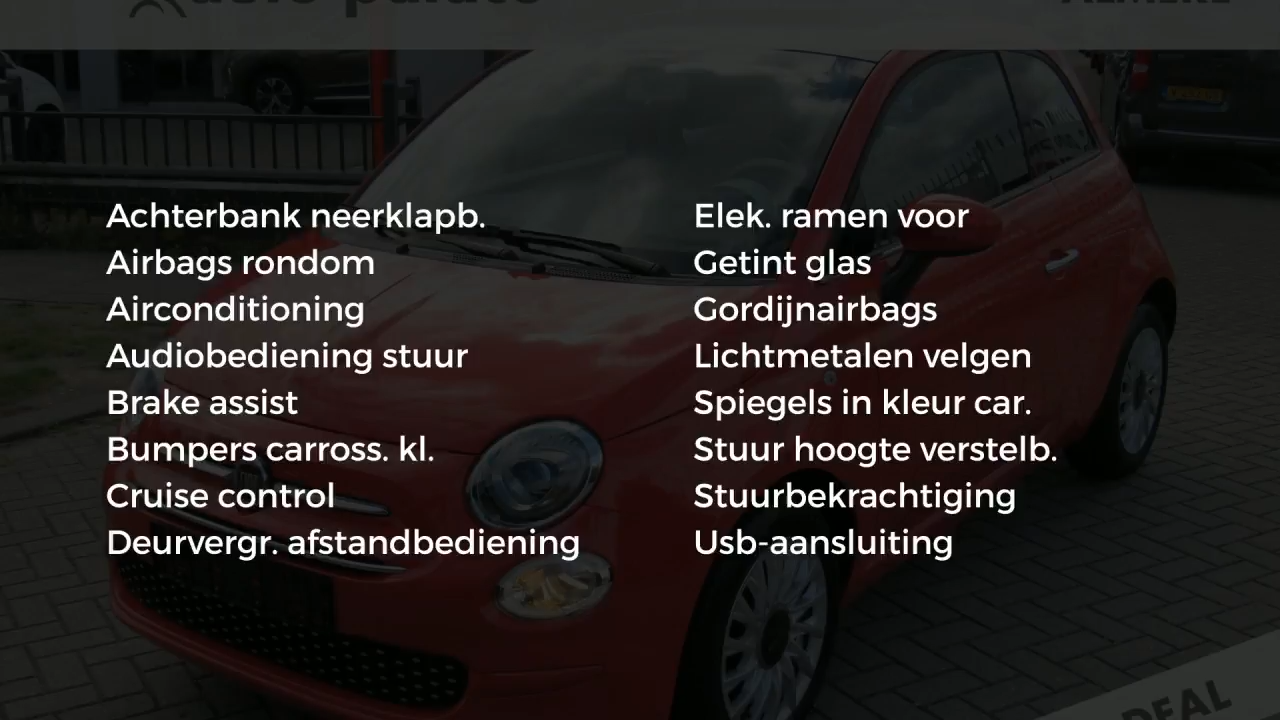 Achterbank neerklapb.
Airbags rondom
Airconditioning
Audiobediening stuur
Brake assist
Bumpers carross. kl.
Cruise control
Deurvergr. afstandbediening
Elek. ramen voor
Getint glas
Gordijnairbags
Lichtmetalen velgen
Spiegels in kleur car.
Stuur hoogte verstelb.
Stuurbekrachtiging
Usb-aansluiting
DEAL